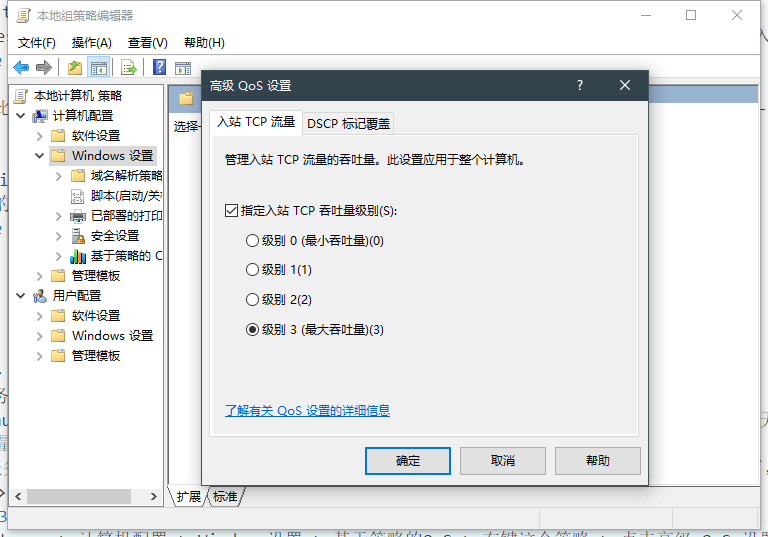 本地组策略编辑器
文件(F) 操作(A) 查看(V) 帮助(H)
本地计算机 策略
计算机配置
软件设置
Windows 设置
域名解析策略
脚本(启动/关
已部署的打印
安全设置
基于策略的
管理模板
用户配置
软件设置
Windows 设置
管理模板
选择
扩展 标准
高级 QoS 设置
入站 TCP 流量 DSCP 标记覆盖
管理入站 TCP 流量的吞吐量。此设置应用于整个计算机。
指定入站 TCP 吞吐量级别(S):
级别 0 (最小吞吐量)(0)
级别 1(1)
级别 2(2)
级别 3 (最大吞吐量)(3)
了解有关 QoS 设置的详细信息
确定 取消 帮助